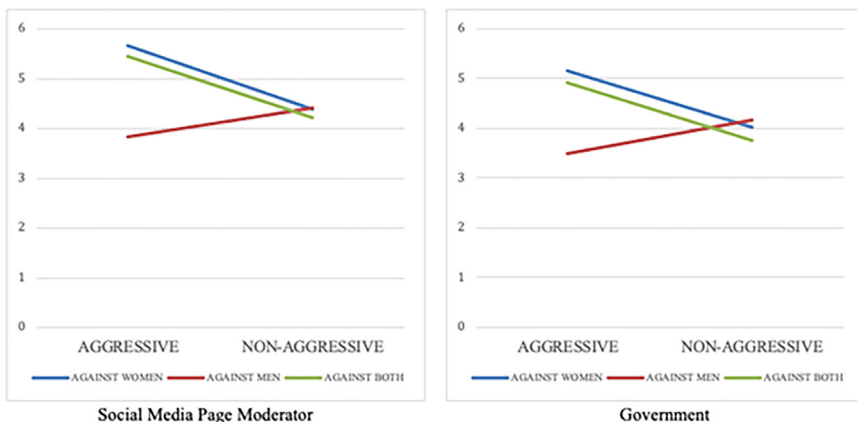 6
5
4
3
2
1
0
AGGRESSIVE NON-AGGRESSIVE
AGAINST WOMEN AGAINST MEN AGAINST BOTH
Social Media Page Moderator
6
5
4
3
2
1
0
AGGRESSIVE NON-AGGRESSIVE
AGAINST WOMEN AGAINST MEN AGAINST BOTH
Government